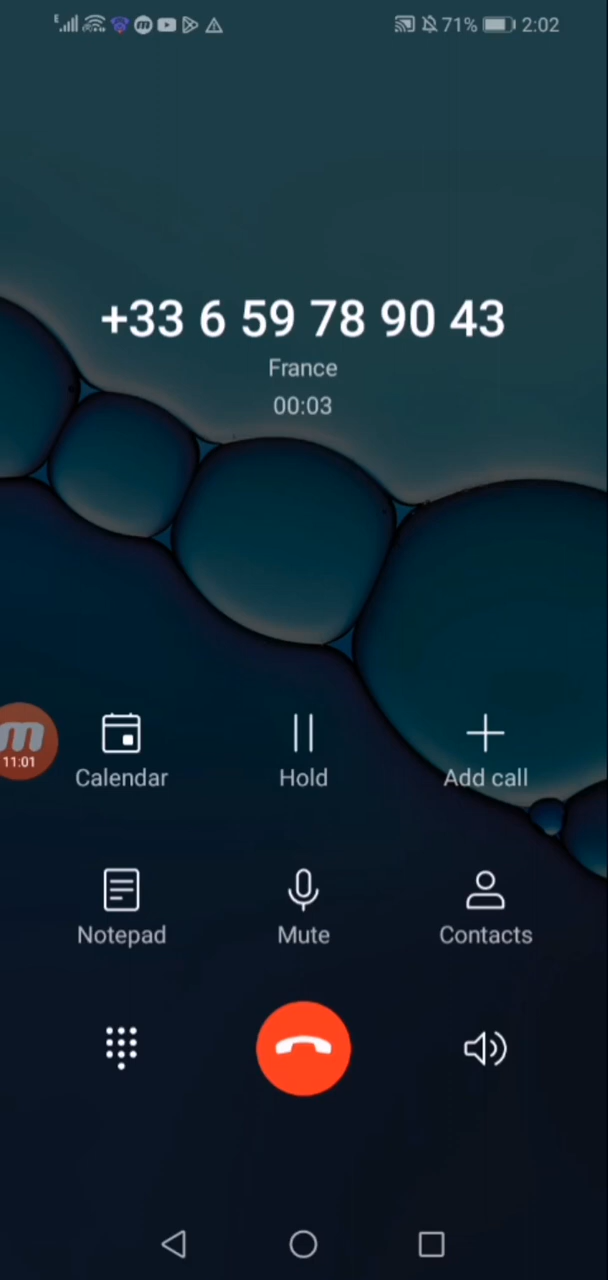 71% 2:02
+33 6 59 78 90 43
France
00:03
11:01
Calendar Hold Add call
Notepad Mute Contacts